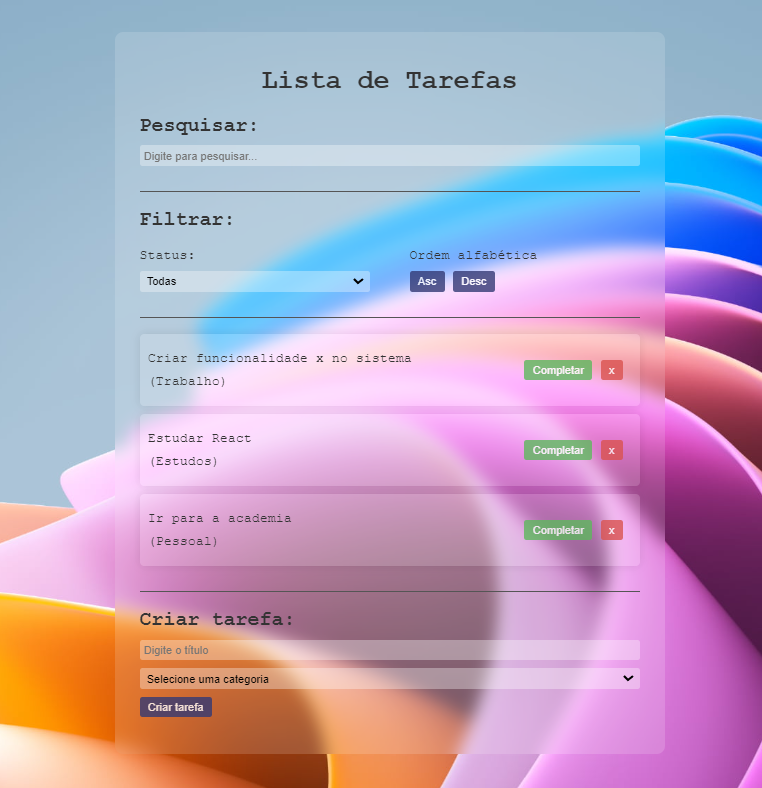 Lista de Tarefas
Pesquisar:
Digite para pesquisar...
Filtrar:
Status:
Todas
Ordem alfabética
Asc Desc
Criar funcionalidade x no sistema
(Trabalho)
Completar x
Estudar React
(Estudos)
Completar x
Ir para a academia
(Pessoal)
Completar x
Criar tarefa:
Digite o título
Selecione uma categoria
Criar tarefa